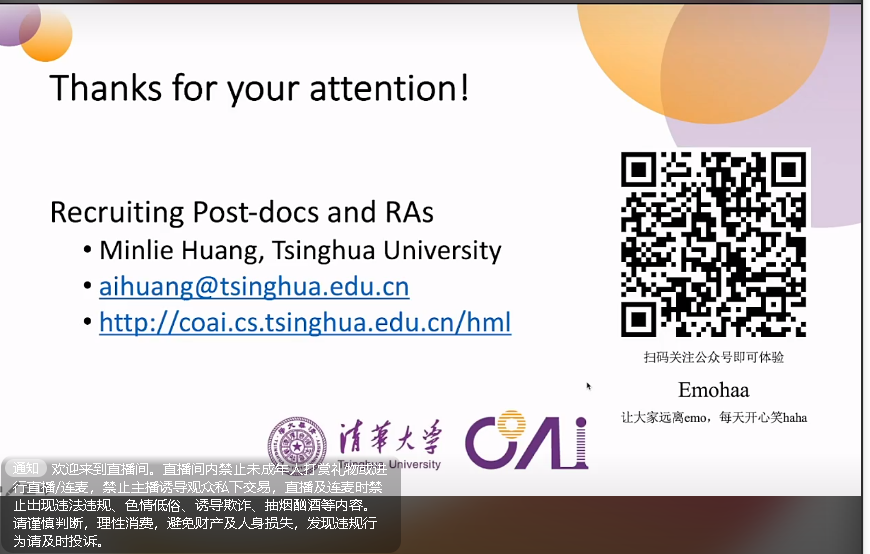 Thanks for your attention!
Recruiting Post-docs and RAs
• Minlie Huang, Tsinghua University
• aihuang@tsinghua.edu.cn
• http://coai.cs.tsinghua.edu.cn/hml
扫码关注公众号即可体验
Emohaa
让大家远离emo，每天开心笑haha
清华大学
Tsinghua University
COAi
通知 欢迎来到直播间。直播间内禁止未成年人打赏礼物或进
行直播/连麦，禁止主播诱导观众私下交易，直播及连麦时禁
止出现违法违规、色情低俗、诱导欺诈、抽烟酗酒等内容。
请谨慎判断，理性消费，避免财产及人身损失，发现违规行
为请及时投诉。